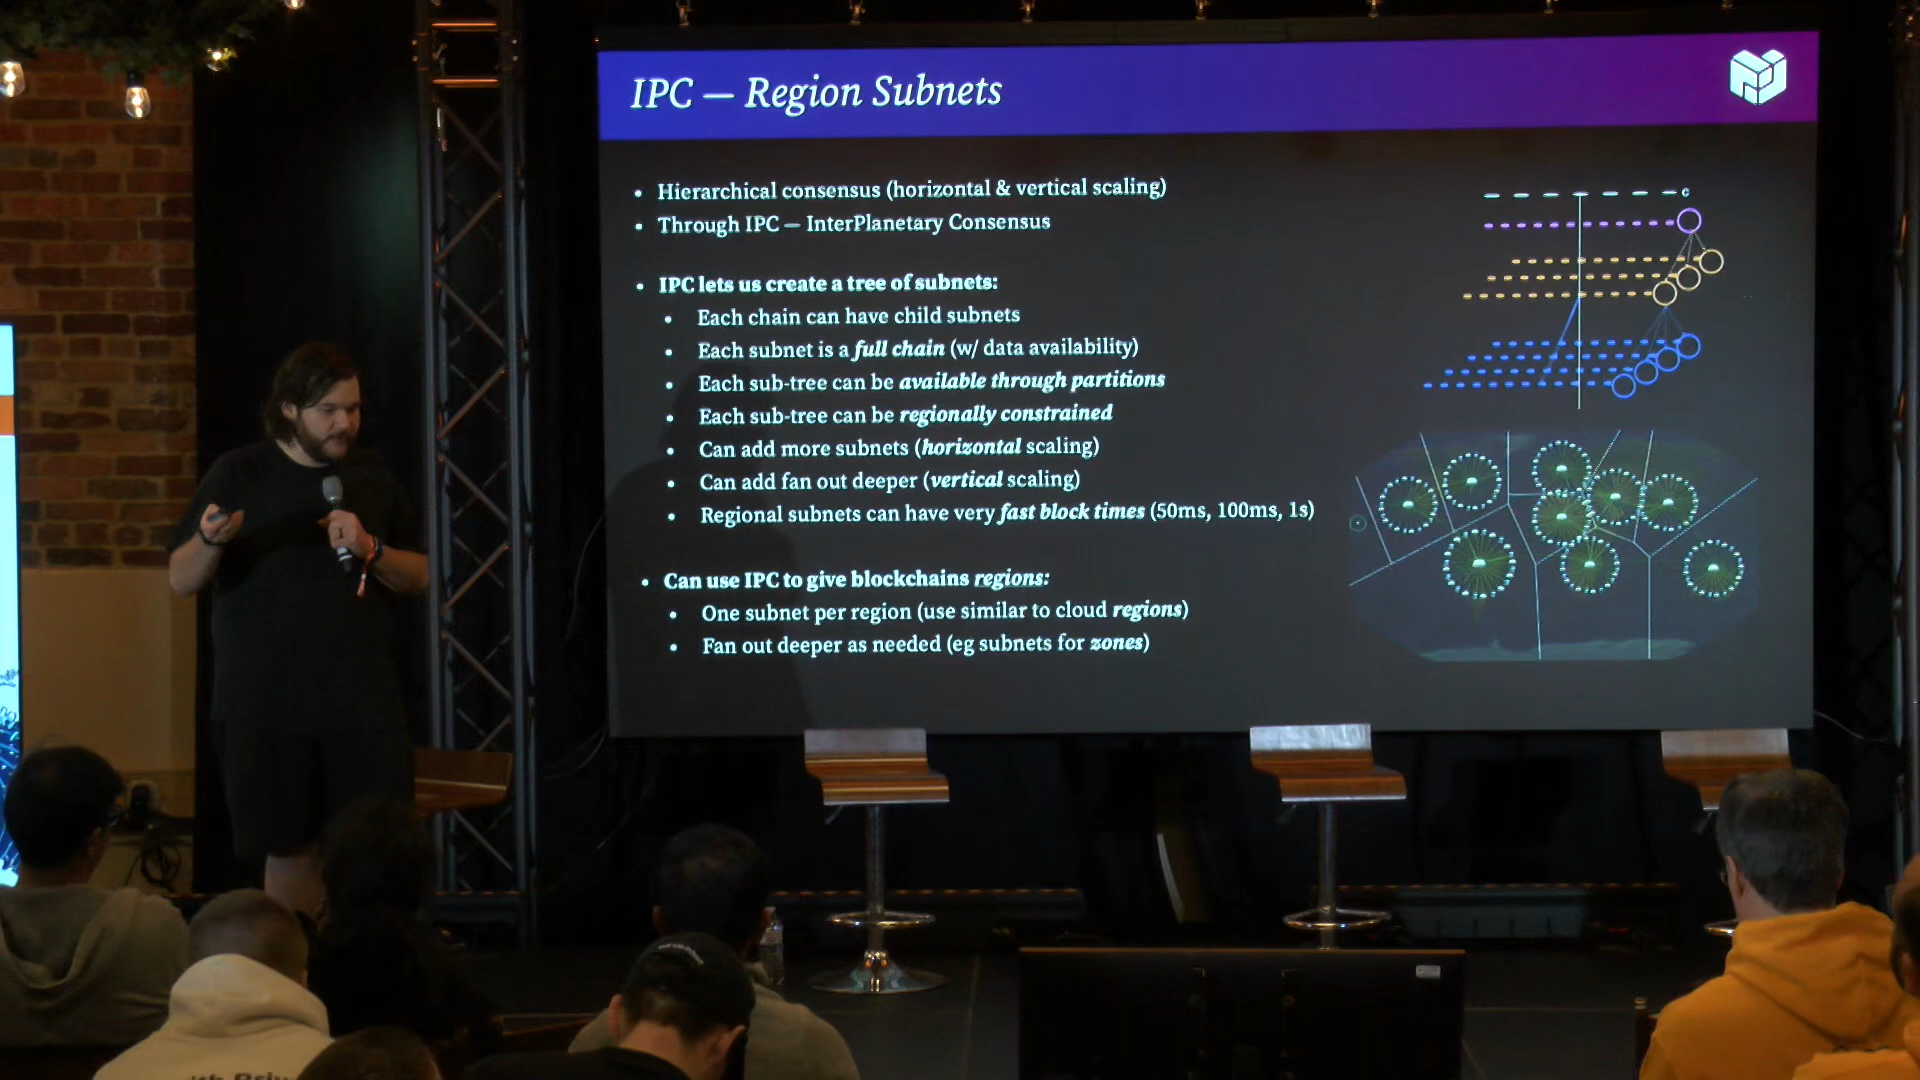 IPC — Region Subnets
• Hierarchical consensus (horizontal & vertical scaling)
• Through IPC — InterPlanetary Consensus
• IPC lets us create a tree of subnets:
• Each chain can have child subnets
• Each subnet is a full chain (w/ data availability)
• Each sub-tree can be available through partitions
• Each sub-tree can be regionally constrained
• Can add more subnets (horizontal scaling)
• Can add fan out deeper (vertical scaling)
• Regional subnets can have very fast block times (50ms, 100ms, 1s)
• Can use IPC to give blockchains regions:
• One subnet per region (use similar to cloud regions)
• Fan out deeper as needed (eg subnets for zones)
c